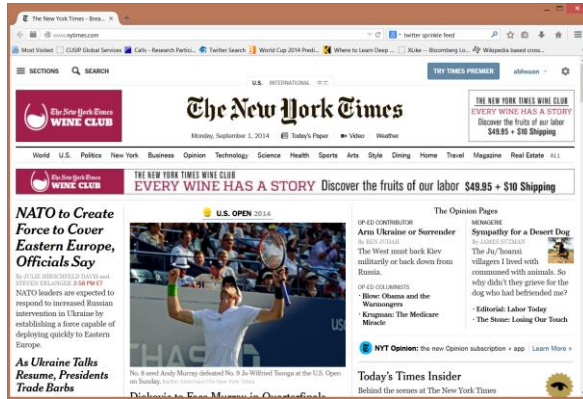 The New York Times - Brea...
www.nytimes.com
twitter sprinkle feed
Most Visited CUSIP Global Services Calls - Research Partici... Twitter Search World Cup 2014 Predi... Where to Learn Deep ... XLike — Bloomberg Lo... Wikipedia based cross...
SECTIONS SEARCH
TRY TIMES PREMIER
U.S. INTERNATIONAL 中文
The New York Times
WINE CLUB
The New York Times
THE NEW YORK TIMES WINE CLUB
EVERY WINE HAS A STORY
Discover the fruits of our labor
$49.95 + $10 Shipping
Monday, September 1, 2014 Today's Paper Video Weather
World U.S. Politics New York Business Opinion Technology Science Health Sports Arts Style Dining Home Travel Magazine Real Estate ALL
The New York Times
WINE CLUB
THE NEW YORK TIMES WINE CLUB
EVERY WINE HAS A STORY Discover the fruits of our labor $49.95 + $10 Shipping
NATO to Create
Force to Cover
Eastern Europe,
Officials Say
By JULIE HIRSCHFELD DAVIS and
STEVEN ERLANGER 3:58 PM ET
NATO leaders are expected to
respond to increased Russian
intervention in Ukraine by
establishing a force capable of
deploying quickly to Eastern
Europe.
As Ukraine Talks
Resume, Presidents
Trade Barbs
U.S. OPEN 2014
No. 8 seed Andy Murray defeated No. 9 Jo-Wilfried Tsonga at the U.S. Open
on Sunday.
Djokovic to Face Murray in Quarterfinals
The Opinion Pages
OP-ED CONTRIBUTOR
Arm Ukraine or Surrender
By BEN JUDAH
The West must back Kiev
militarily or back down from
Russia.
OP-ED COLUMNISTS
· Blow: Obama and the
Warmongers
· Krugman: The Medicare
Miracle
MENAGERIE
Sympathy for a Desert Dog
By JAMES SUZMAN
The Ju/'hoansi
villagers I lived with
communed with animals. So
why didn't they grieve for the
dog who had befriended me?
· Editorial: Labor Today
· The Stone: Losing Our Touch
NYT Opinion: the new Opinion subscription + app Learn More »
Today's Times Insider
Behind the scenes at The New York Times